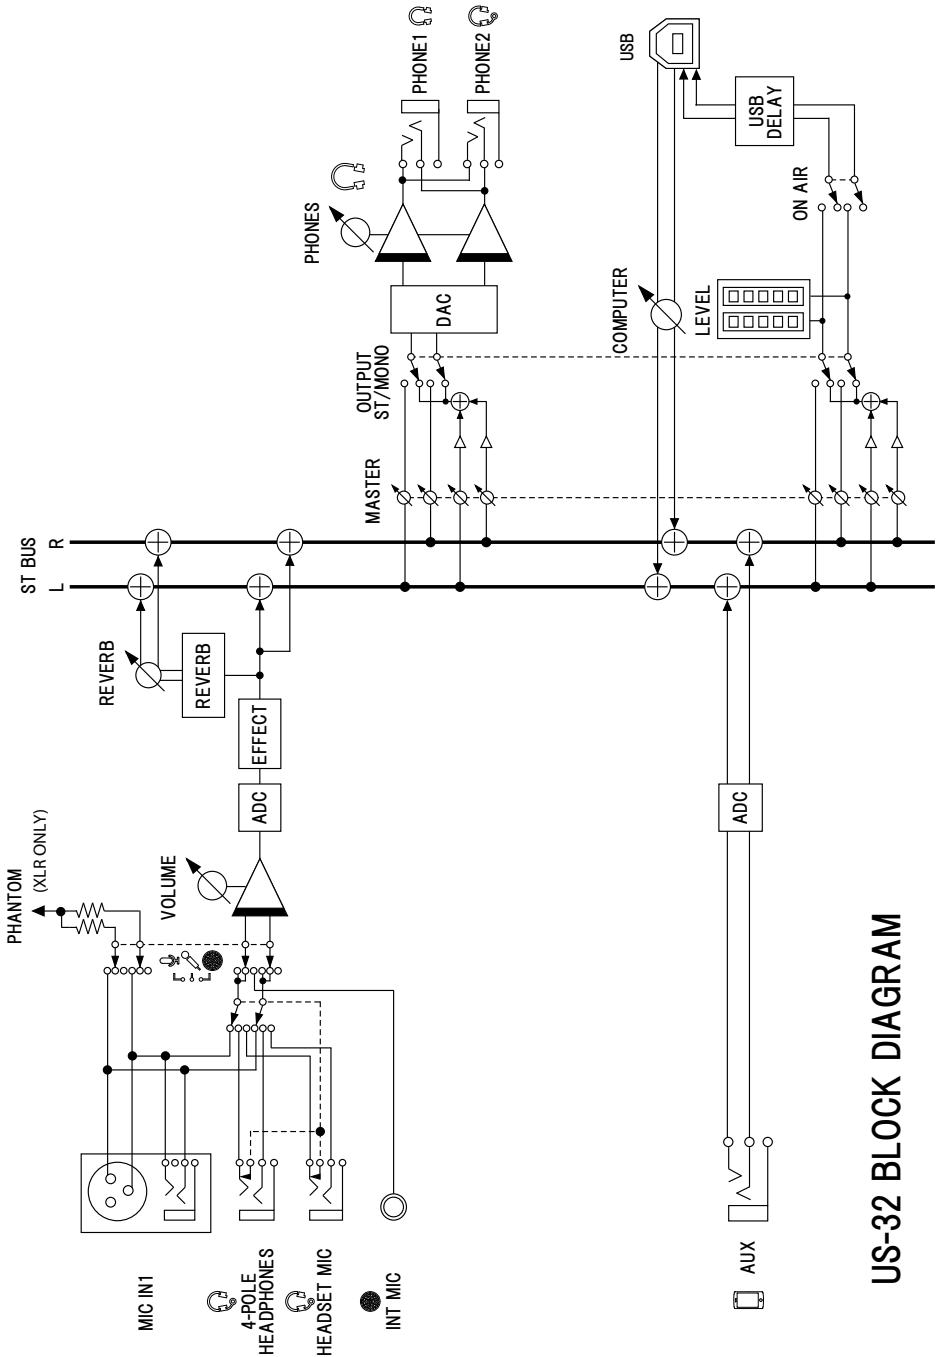 MIC IN1
4-POLE
HEADPHONES
HEADSET MIC
INT MIC
PHANTOM
(XLR ONLY)
VOLUME
ADC
EFFECT
REVERB
REVERB
ST BUS
L
R
MASTER
OUTPUT
ST/MONO
DAC
PHONES
PHONE1
PHONE2
AUX
ADC
COMPUTER
USB
LEVEL
ON AIR
USB
DELAY
US-32 BLOCK DIAGRAM